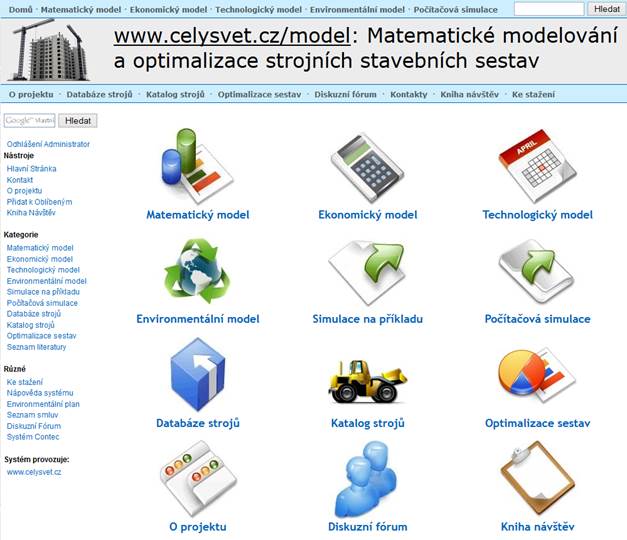 Domů · Matematický model · Ekonomický model · Technologický model · Environmentální model · Počítačová simulace
Hledat
www.celysvet.cz/model: Matematické modelování
a optimalizace strojních stavebních sestav
O projektu · Databáze strojů · Katalog strojů · Optimalizace sestav · Diskuzní fórum · Kontakty · Kniha návštěv · Ke stažení
Google™ Vlastní
Hledat
Odhlášení Administrator
Nástroje
Hlavní Stránka
Kontakt
O projektu
Přidat k Oblíbeným
Kniha Návštěv
Kategorie
Matematický model
Ekonomický model
Technologický model
Environmentální model
Simulace na příkladu
Počítačová simulace
Databáze strojů
Katalog strojů
Optimalizace sestav
Seznam literatury
Různé
Ke stažení
Nápověda systému
Environmentální plan
Seznam smluv
Diskuzní Fórum
Systém Contec
Systém provozuje:
www.celysvet.cz
Matematický model
Ekonomický model
APRIL
Technologický model
Environmentální model
Simulace na příkladu
Počítačová simulace
Databáze strojů
Katalog strojů
Optimalizace sestav
O projektu
Diskuzní fórum
Kniha návštěv